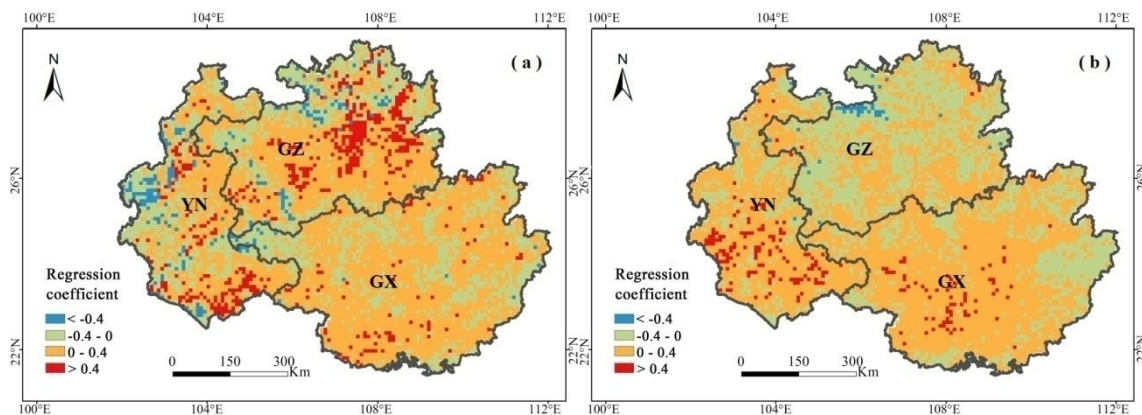 100°E 104°E 108°E 112°E
N
( a )
GZ
26°N
26°N
YN
GX
Regression
coefficient
< -0.4
-0.4 - 0
0 - 0.4
> 0.4
22°N
22°N
0 150 300
Km
100°E 104°E 108°E 112°E
100°E 104°E 108°E 112°E
N
( b )
GZ
26°N
26°N
YN
GX
Regression
coefficient
< -0.4
-0.4 - 0
0 - 0.4
> 0.4
22°N
22°N
0 150 300
Km
100°E 104°E 108°E 112°E